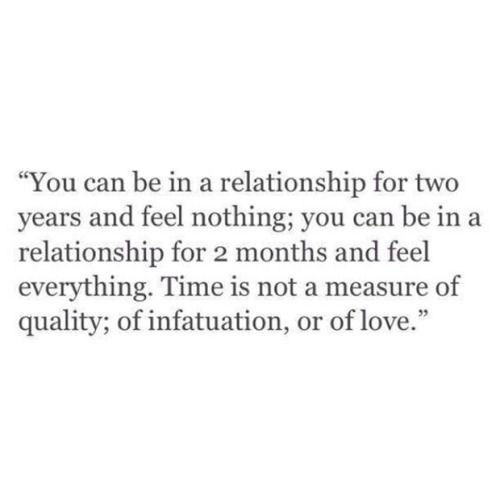 “You can be in a relationship for two
years and feel nothing; you can be in a
relationship for 2 months and feel
everything. Time is not a measure of
quality; of infatuation, or of love.”